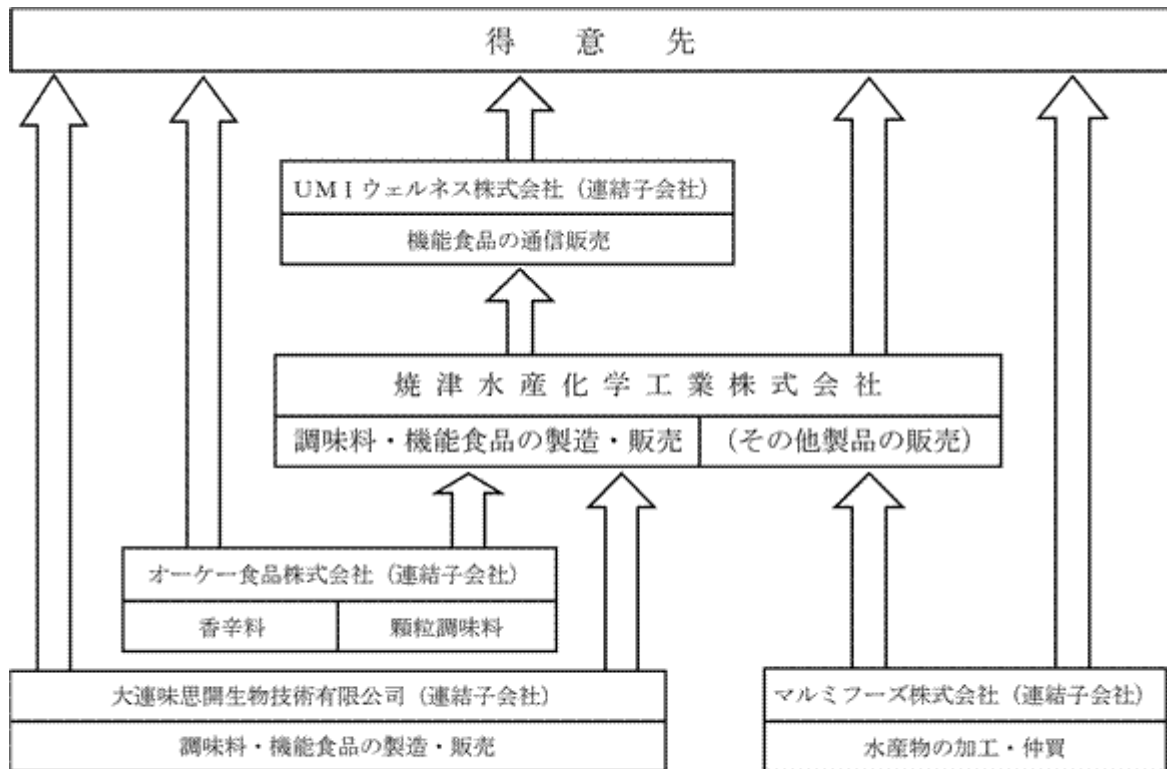 得意先
UMIウェルネス株式会社（連結子会社）
機能食品の通信販売
焼津水産化学工業株式会社
調味料・機能食品の製造・販売
（その他製品の販売）
オーケー食品株式会社（連結子会社）
香辛料
顆粒調味料
大連味思開生物技術有限公司（連結子会社）
調味料・機能食品の製造・販売
マルミフーズ株式会社（連結子会社）
水産物の加工・仲買